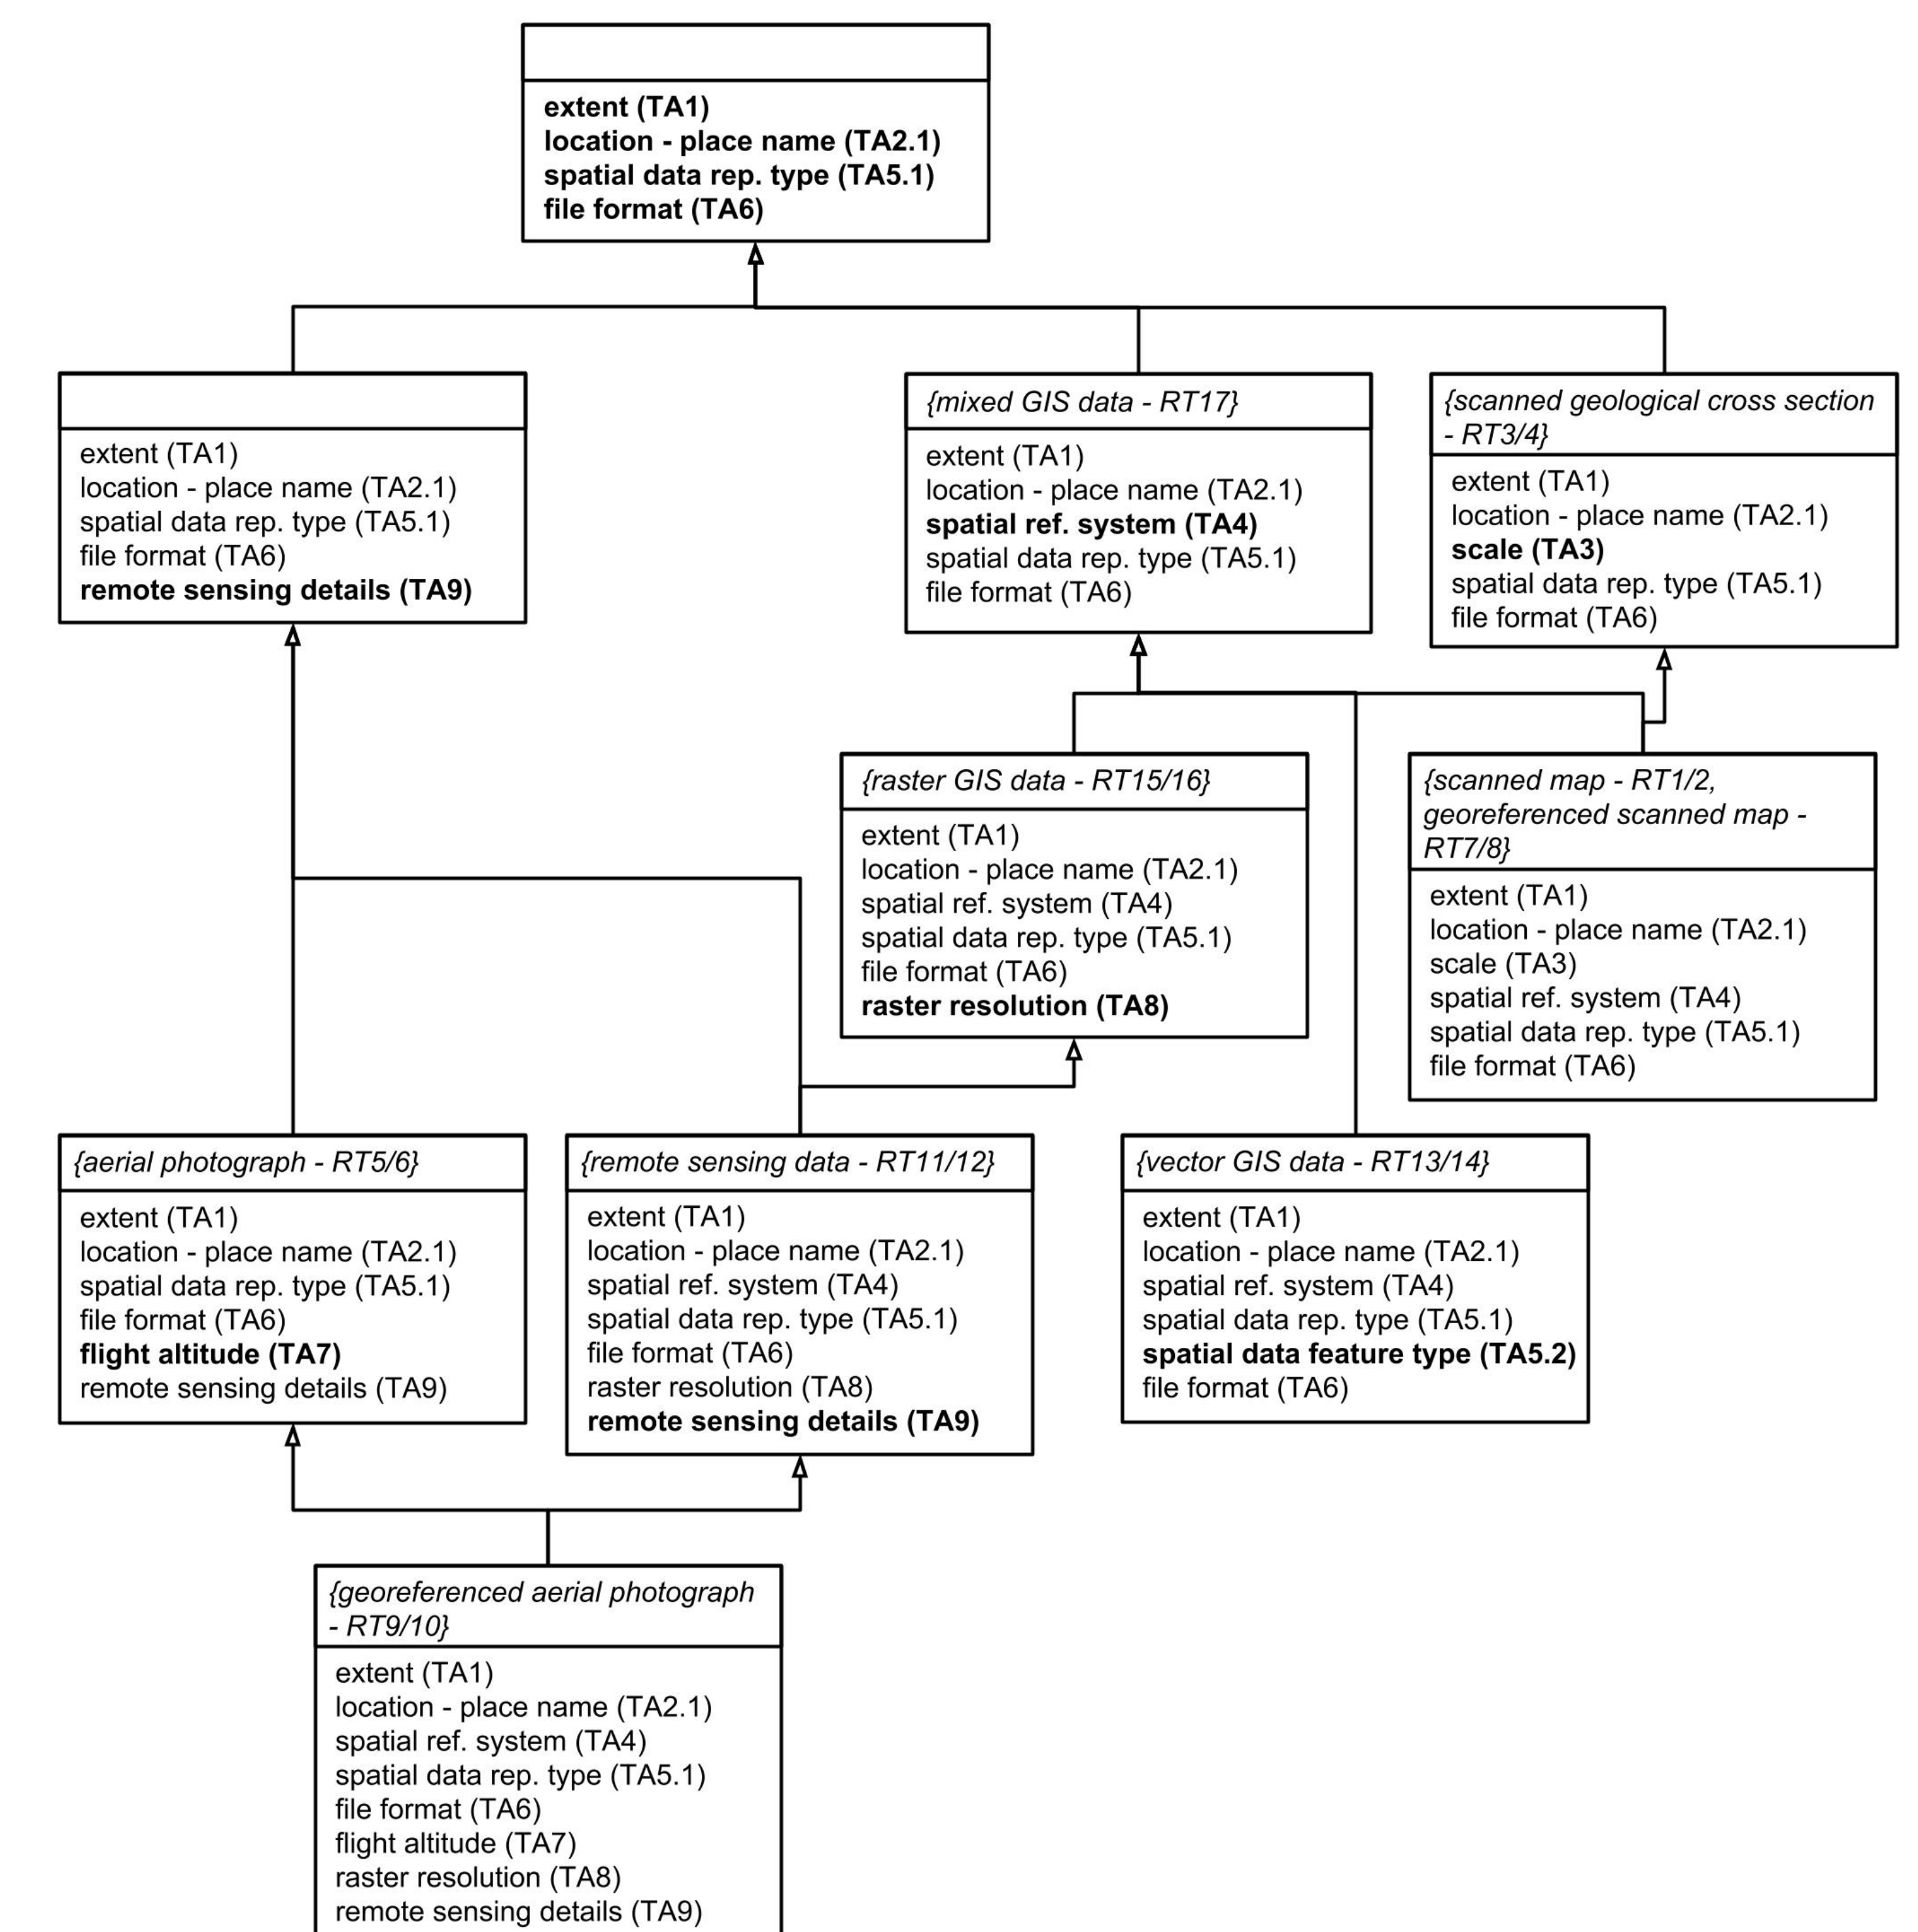 extent (TA1)
location - place name (TA2.1)
spatial data rep. type (TA5.1)
file format (TA6)
extent (TA1)
location - place name (TA2.1)
spatial data rep. type (TA5.1)
file format (TA6)
remote sensing details (TA9)
{mixed GIS data - RT17}
extent (TA1)
location - place name (TA2.1)
spatial ref. system (TA4)
spatial data rep. type (TA5.1)
file format (TA6)
{scanned geological cross section
- RT3/4}
extent (TA1)
location - place name (TA2.1)
scale (TA3)
spatial data rep. type (TA5.1)
file format (TA6)
{raster GIS data - RT15/16}
extent (TA1)
location - place name (TA2.1)
spatial ref. system (TA4)
spatial data rep. type (TA5.1)
file format (TA6)
raster resolution (TA8)
{scanned map - RT1/2,
georeferenced scanned map -
RT7/8}
extent (TA1)
location - place name (TA2.1)
scale (TA3)
spatial ref. system (TA4)
spatial data rep. type (TA5.1)
file format (TA6)
{aerial photograph - RT5/6}
extent (TA1)
location - place name (TA2.1)
spatial data rep. type (TA5.1)
file format (TA6)
flight altitude (TA7)
remote sensing details (TA9)
{remote sensing data - RT11/12}
extent (TA1)
location - place name (TA2.1)
spatial ref. system (TA4)
spatial data rep. type (TA5.1)
file format (TA6)
raster resolution (TA8)
remote sensing details (TA9)
{vector GIS data - RT13/14}
extent (TA1)
location - place name (TA2.1)
spatial ref. system (TA4)
spatial data rep. type (TA5.1)
spatial data feature type (TA5.2)
file format (TA6)
{georeferenced aerial photograph
- RT9/10}
extent (TA1)
location - place name (TA2.1)
spatial ref. system (TA4)
spatial data rep. type (TA5.1)
file format (TA6)
flight altitude (TA7)
raster resolution (TA8)
remote sensing details (TA9)